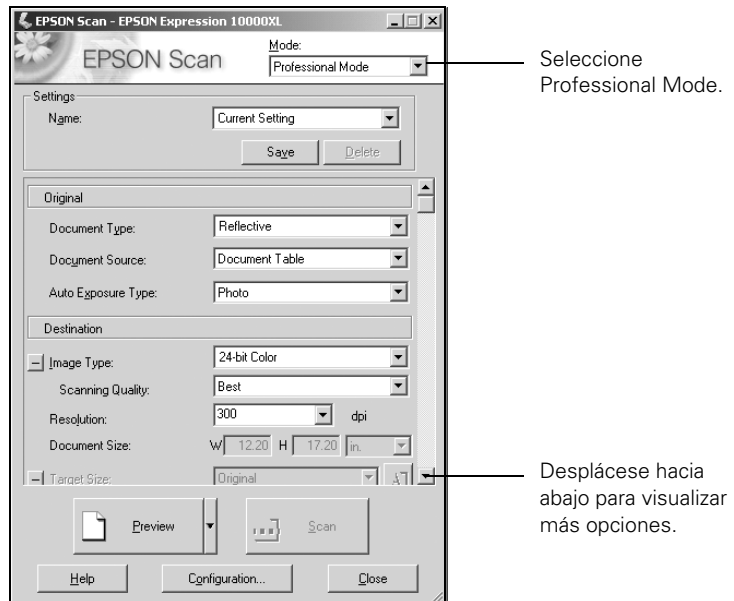 EPSON Scan - EPSON Expression 10000XL
EPSON Scan
Mode:
Professional Mode
Seleccione
Professional Mode.
Settings
Name:
Current Setting
Save
Delete
Original
Document Type:
Reflective
Document Source:
Document Table
Auto Exposure Type:
Photo
Destination
Image Type:
24-bit Color
Scanning Quality:
Best
Resolution:
300
dpi
Document Size:
W 12.20 H 17.20 in.
Target Size:
Original
Desplácese hacia
abajo para visualizar
más opciones.
Preview
Scan
Help
Configuration...
Close